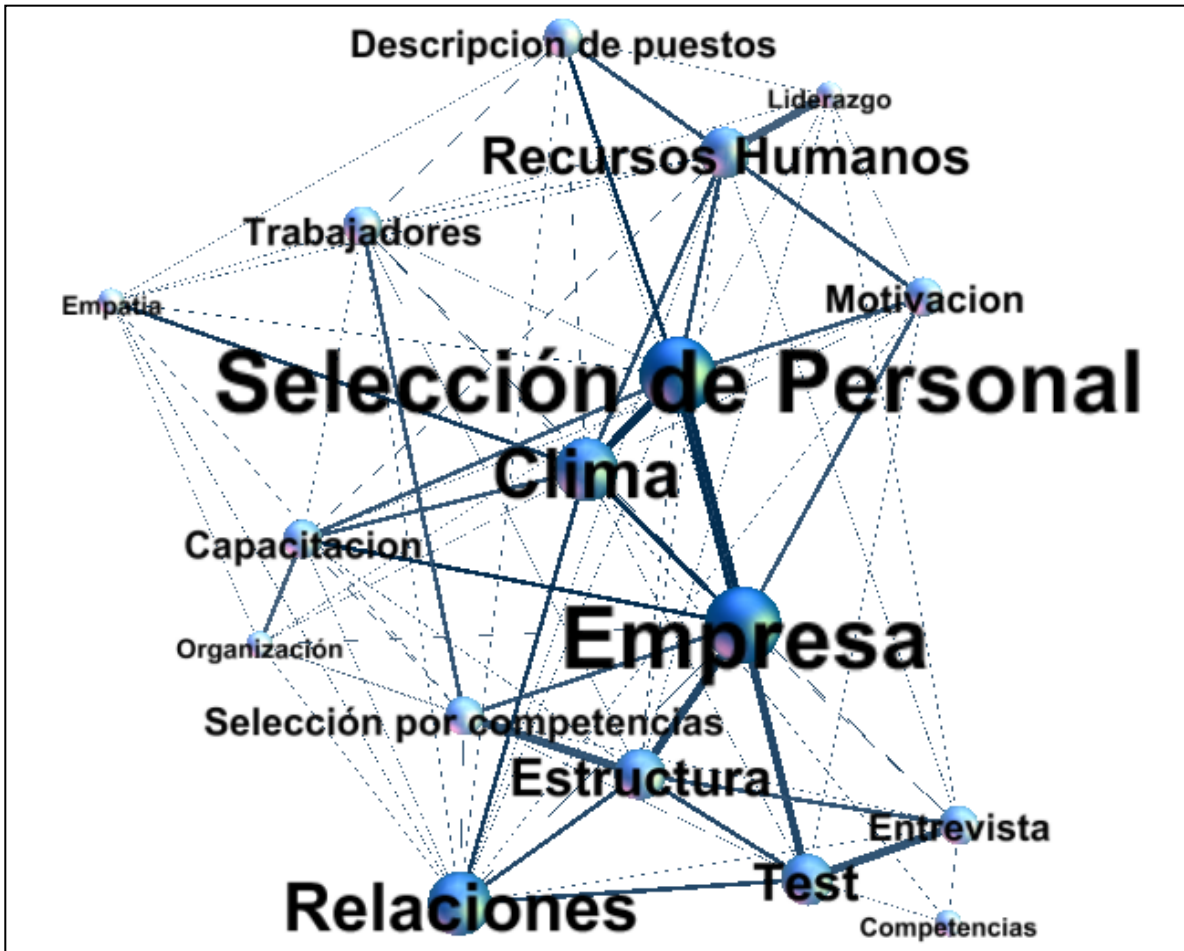 Descripcion de puestos
Liderazgo
Recursos Humanos
Trabajadores
Empatia
Motivacion
Selección de Personal
Clima
Capacitacion
Empresa
Organización
Selección por competencias
Estructura
Entrevista
Test
Relaciones
Competencias